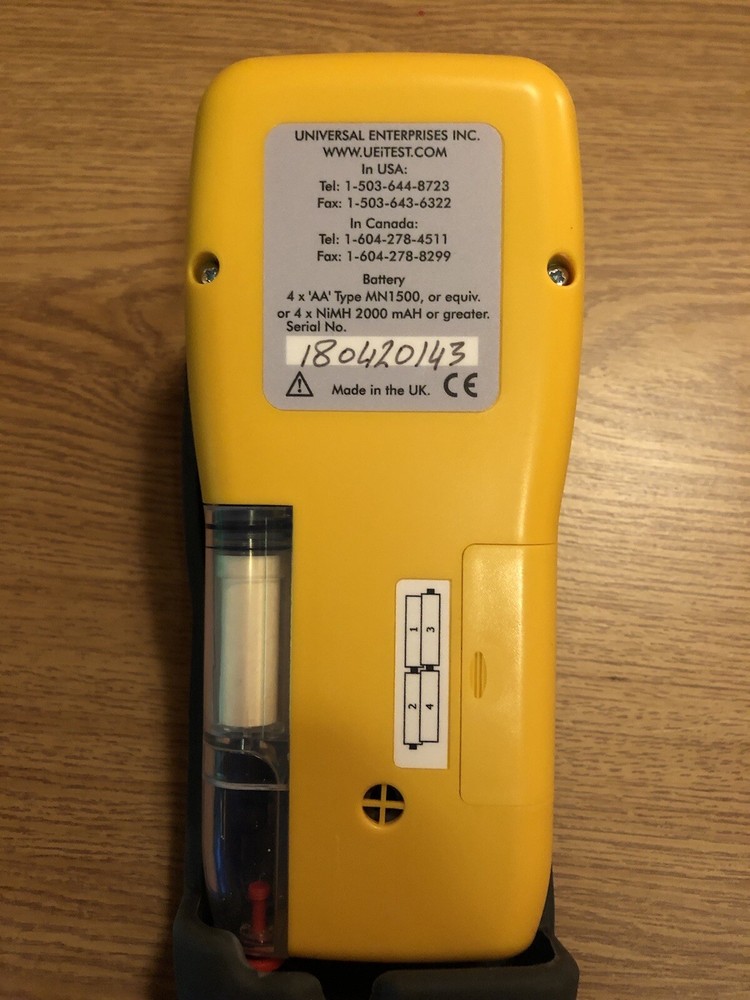 UNIVERSAL ENTERPRISES INC.
WWW.UEiTEST.COM
In USA:
Tel: 1-503-644-8723
Fax: 1-503-643-6322
In Canada:
Tel: 1-604-278-4511
Fax: 1-604-278-8299
Battery
4 x 'AA' Type MN1500, or equiv.
or 4 x NiMH 2000 mAH or greater.
Serial No.
180420143
Made in the UK. CE
1 3
2 4